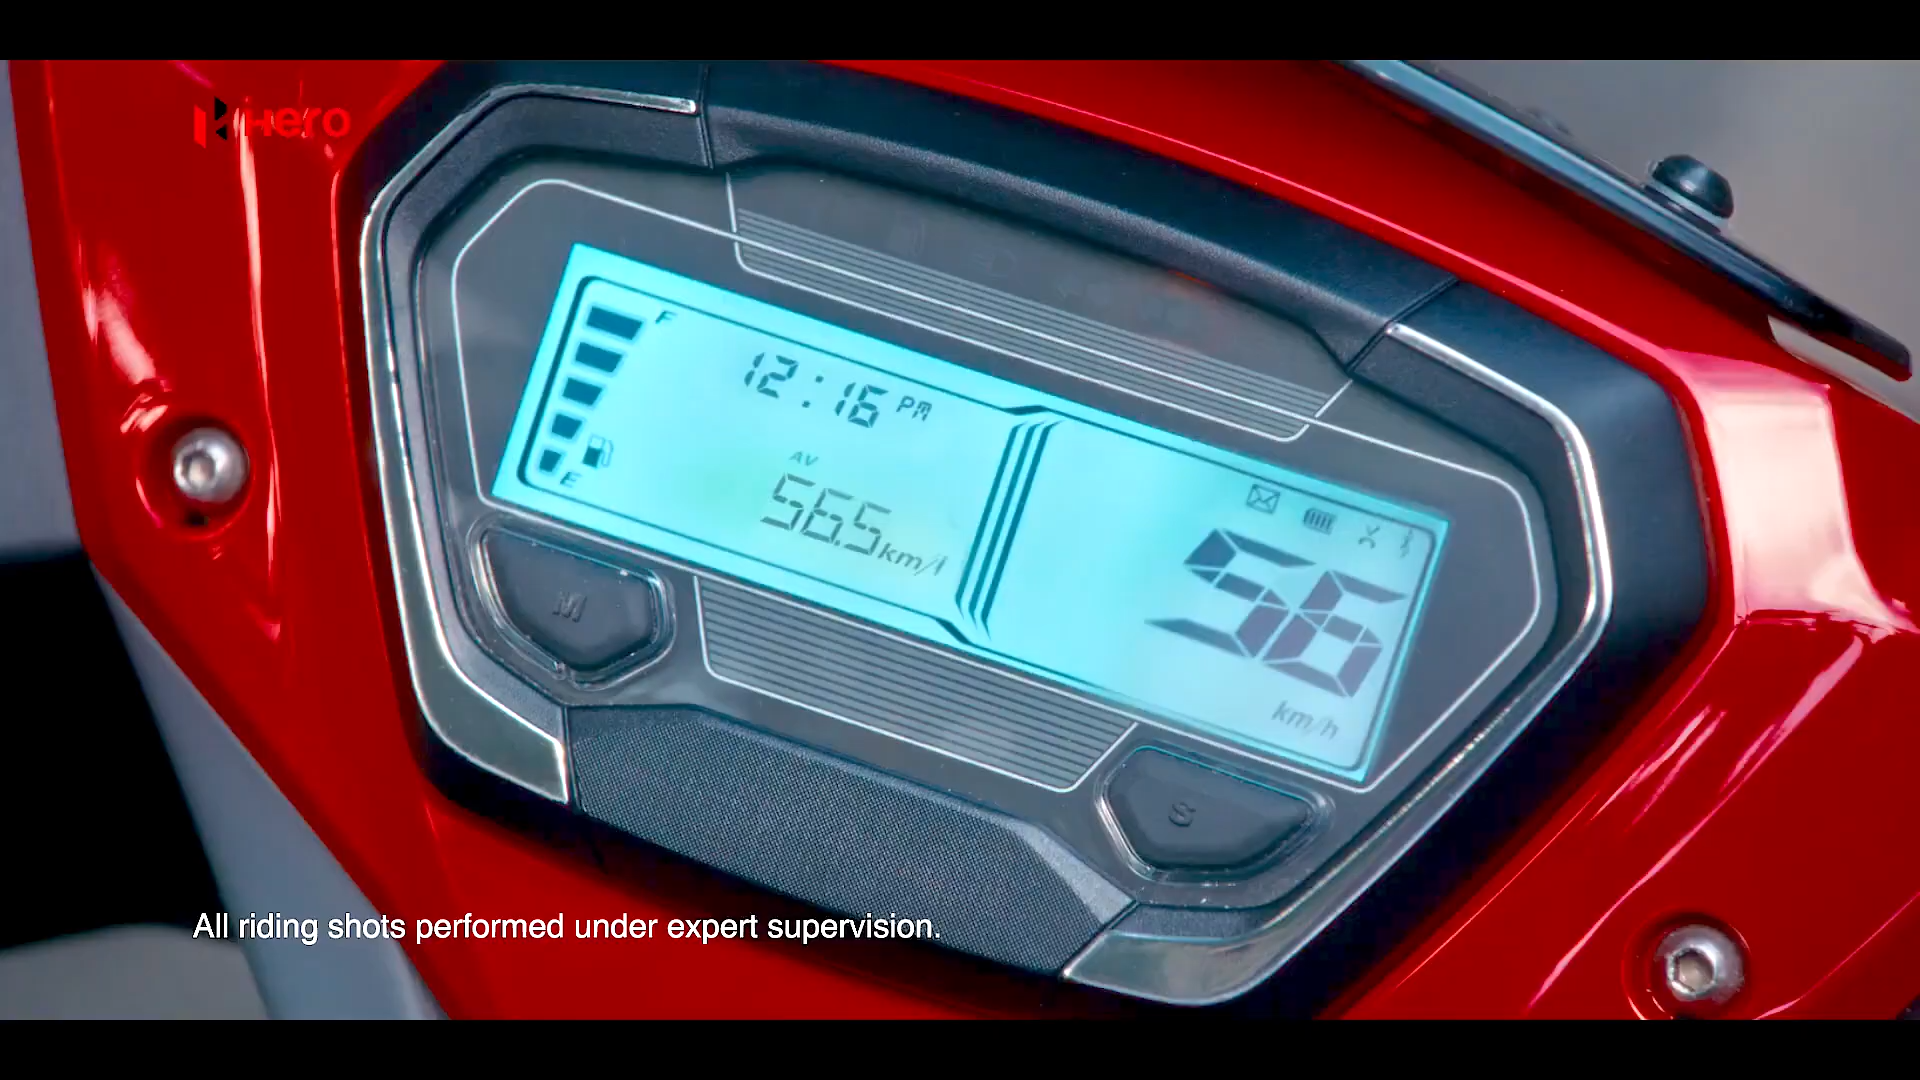 Hero
F
12:16 PM
AV
56.5 km/l
E
56
km/h
M
S
All riding shots performed under expert supervision.